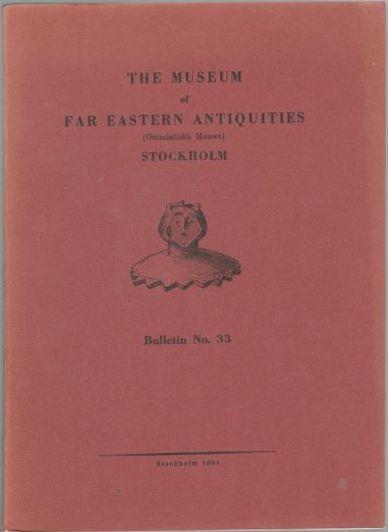 THE MUSEUM
of
FAR EASTERN ANTIQUITIES
(Östasiatiska Museet)
STOCKHOLM
Bulletin No. 33
Stockholm 1961